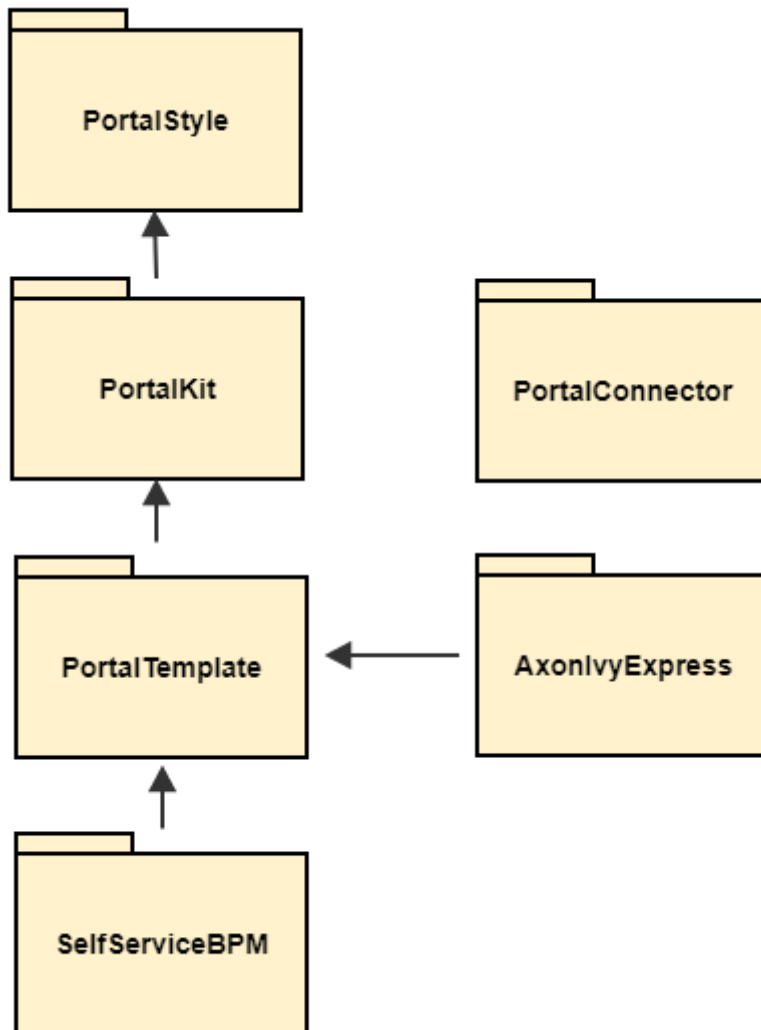 PortalStyle
PortalKit
PortalConnector
PortalTemplate
AxonIvyExpress
SelfServiceBPM